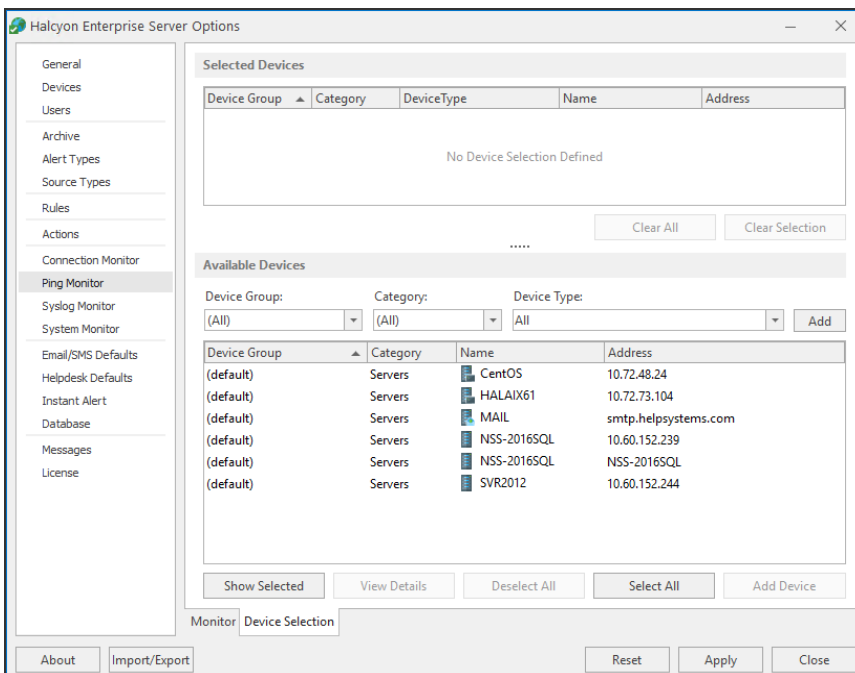 Halcyon Enterprise Server Options
General
Devices
Users
Archive
Alert Types
Source Types
Rules
Actions
Connection Monitor
Ping Monitor
Syslog Monitor
System Monitor
Email/SMS Defaults
Helpdesk Defaults
Instant Alert
Database
Messages
License
Selected Devices
Device Group Category DeviceType Name Address
No Device Selection Defined
Clear All Clear Selection
Available Devices
Device Group: Category: Device Type:
(All) (All) All Add
Device Group Category Name Address
(default) Servers CentOS 10.72.48.24
(default) Servers HALAIX61 10.72.73.104
(default) Servers MAIL smtp.helpsystems.com
(default) Servers NSS-2016SQL 10.60.152.239
(default) Servers NSS-2016SQL NSS-2016SQL
(default) Servers SVR2012 10.60.152.244
Show Selected View Details Deselect All Select All Add Device
Monitor Device Selection
About Import/Export Reset Apply Close